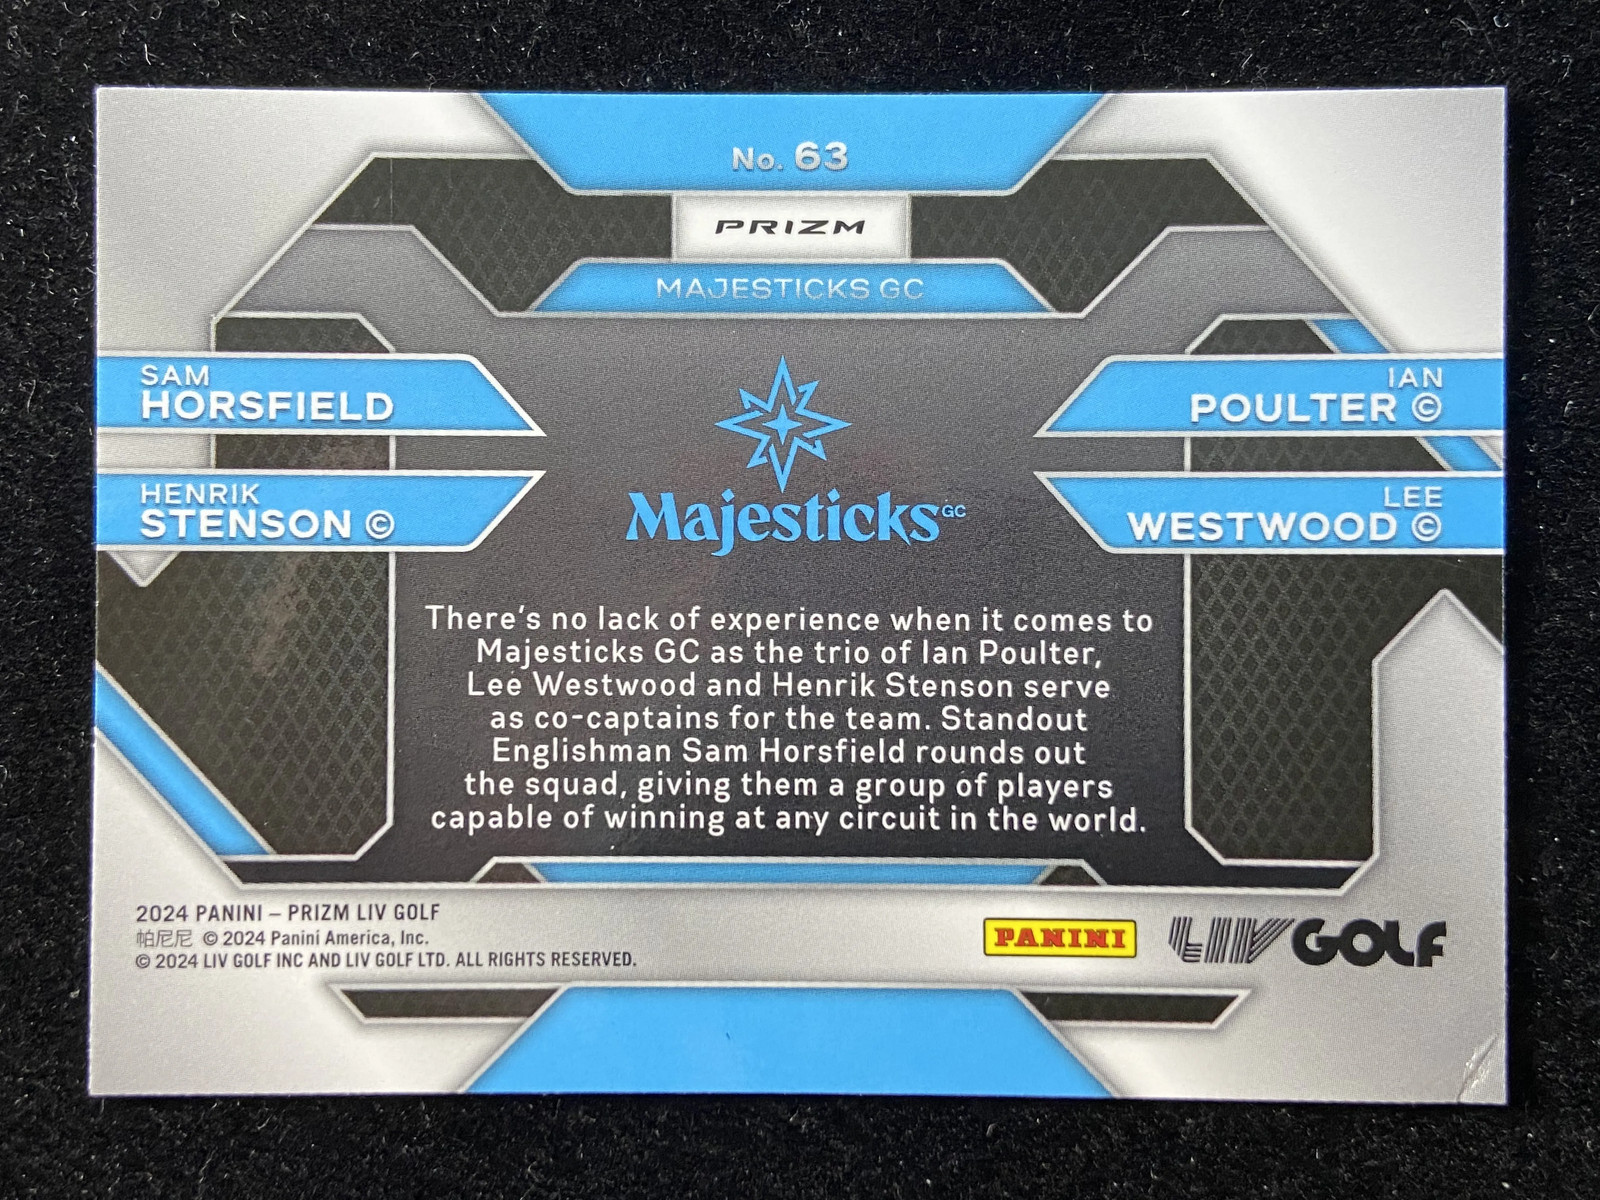 No. 63
PRIZM
MAJESTICKS GC
SAM
HORSFIELD
HENRIK
STENSON ©
IAN
POULTER ©
LEE
WESTWOOD ©
Majesticks GC
There's no lack of experience when it comes to
Majesticks GC as the trio of Ian Poulter,
Lee Westwood and Henrik Stenson serve
as co-captains for the team. Standout
Englishman Sam Horsfield rounds out
the squad, giving them a group of players
capable of winning at any circuit in the world.
2024 PANINI – PRIZM LIV GOLF
帕尼尼 © 2024 Panini America, Inc.
© 2024 LIV GOLF INC AND LIV GOLF LTD. ALL RIGHTS RESERVED.
PANINI
LIV GOLF